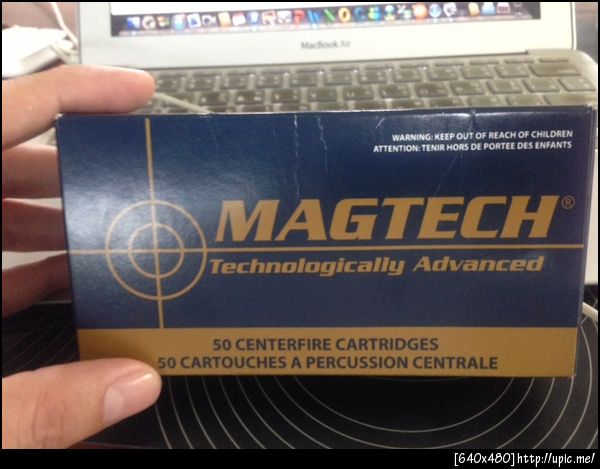 MacBook Air
WARNING: KEEP OUT OF REACH OF CHILDREN
ATTENTION: TENIR HORS DE PORTEE DES ENFANTS
MAGTECH®
Technologically Advanced
50 CENTERFIRE CARTRIDGES
50 CARTOUCHES A PERCUSSION CENTRALE
[640x480]http://upic.me/